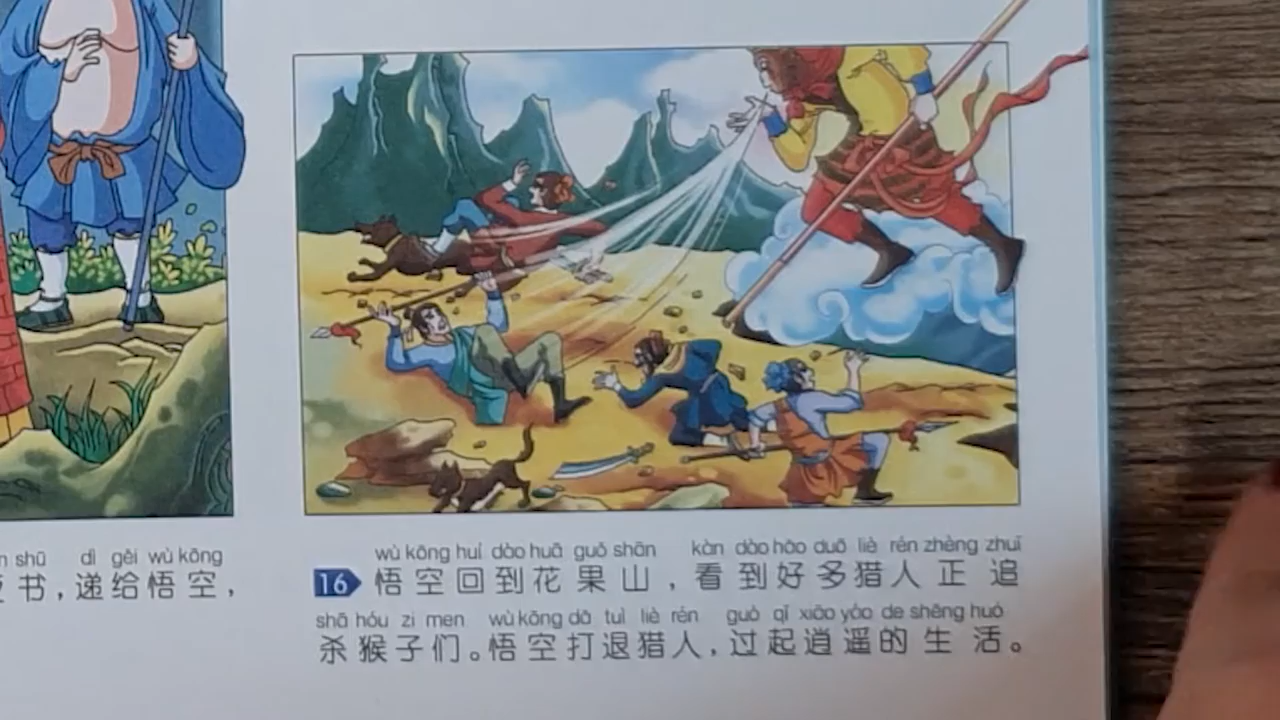 shū dì gěi wù kōng
书，递给悟空，
wù kōng huí dào huā guǒ shān kàn dào hǎo duō liè rén zhèng zhuī
16 悟空回到花果山，看到好多猎人正追
shā hóu zi men wù kōng dǎ tuì liè rén guò qǐ xiāo yáo de shēng huó
杀猴子们。悟空打退猎人，过起逍遥的生活。